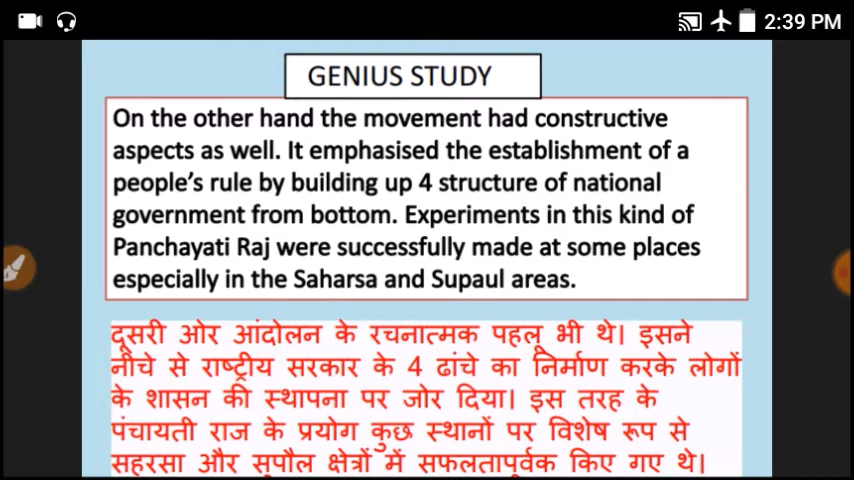 2:39 PM
GENIUS STUDY
On the other hand the movement had constructive
aspects as well. It emphasised the establishment of a
people's rule by building up 4 structure of national
government from bottom. Experiments in this kind of
Panchayati Raj were successfully made at some places
especially in the Saharsa and Supaul areas.
दूसरी ओर आंदोलन के रचनात्मक पहलू भी थे। इसने
नीचे से राष्ट्रीय सरकार के 4 ढांचे का निर्माण करके लोगों
के शासन की स्थापना पर जोर दिया। इस तरह के
पंचायती राज के प्रयोग कुछ स्थानों पर विशेष रूप से
सहरसा और सुपौल क्षेत्रों में सफलतापूर्वक किए गए थे।